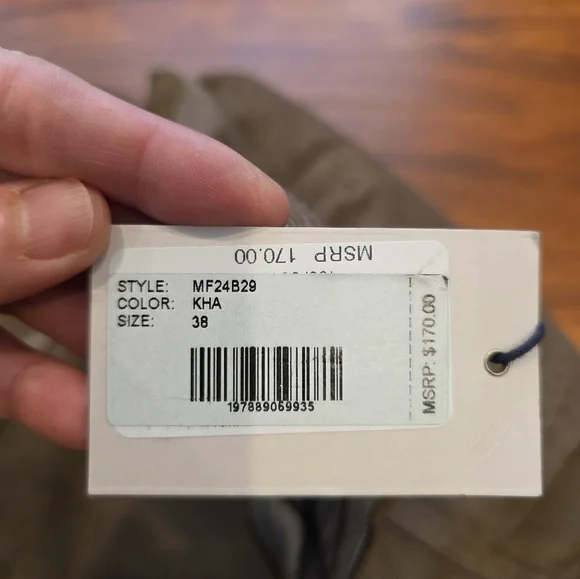 MSRP 170.00
STYLE: MF24B29
COLOR: KHA
SIZE: 38
197889069935
MSRP: $170.00